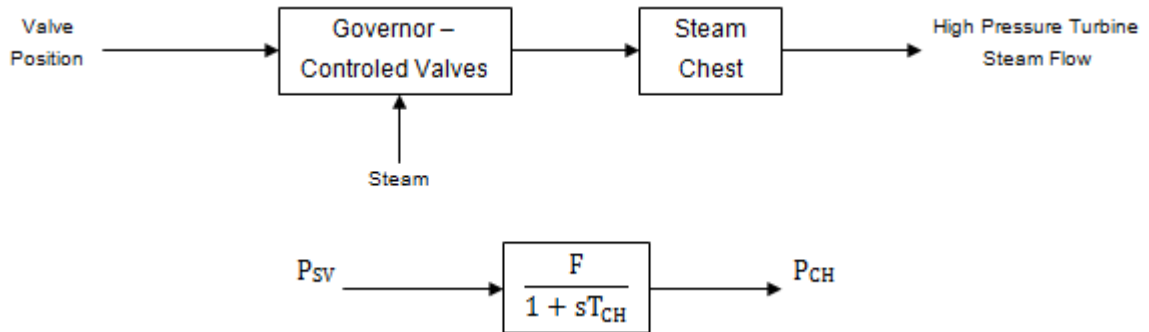 Valve
Position
Governor –
Controled Valves
Steam
Chest
High Pressure Turbine
Steam Flow
Steam
P_SV
F
1 + sT_CH
P_CH